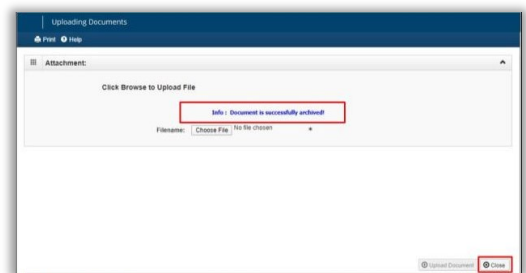 Uploading Documents
Print Help
Attachment:
Click Browse to Upload File
Info : Document is successfully archived!
Filename: Choose File No file chosen *
Upload Document Close